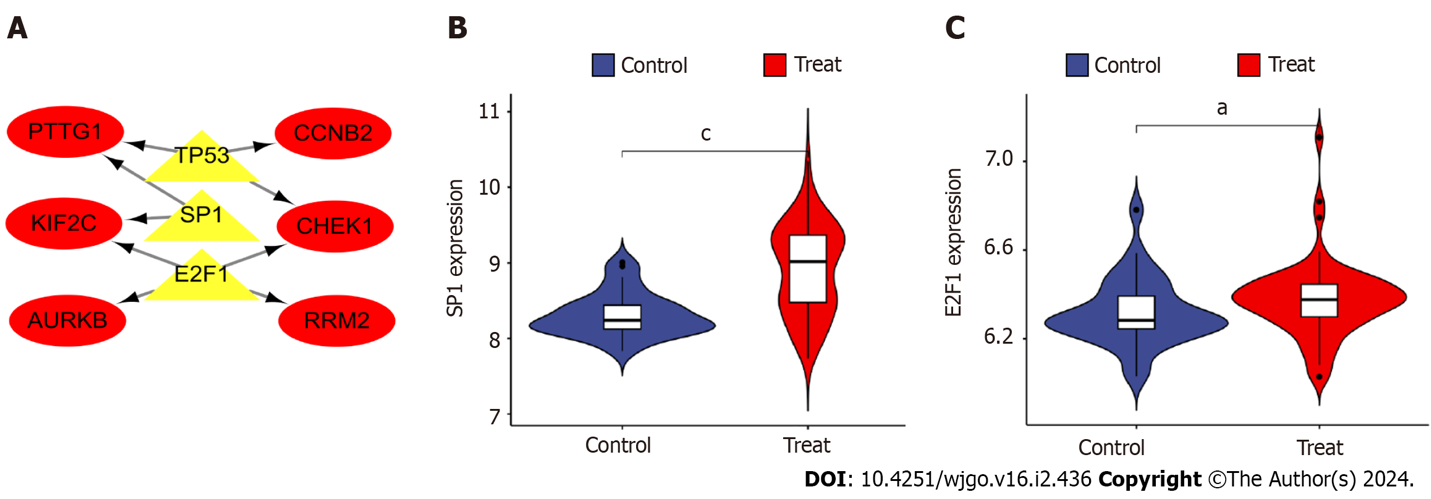 A
PTTG1
CCNB2
TP53
KIF2C
SP1
CHEK1
E2F1
AURKB
RRM2
B
Control
Treat
SP1 expression
11
10
9
8
7
c
Control
Treat
C
Control
Treat
E2F1 expression
7.0
6.6
6.2
a
Control
Treat
DOI: 10.4251/wjgo.v16.i2.436 Copyright ©The Author(s) 2024.